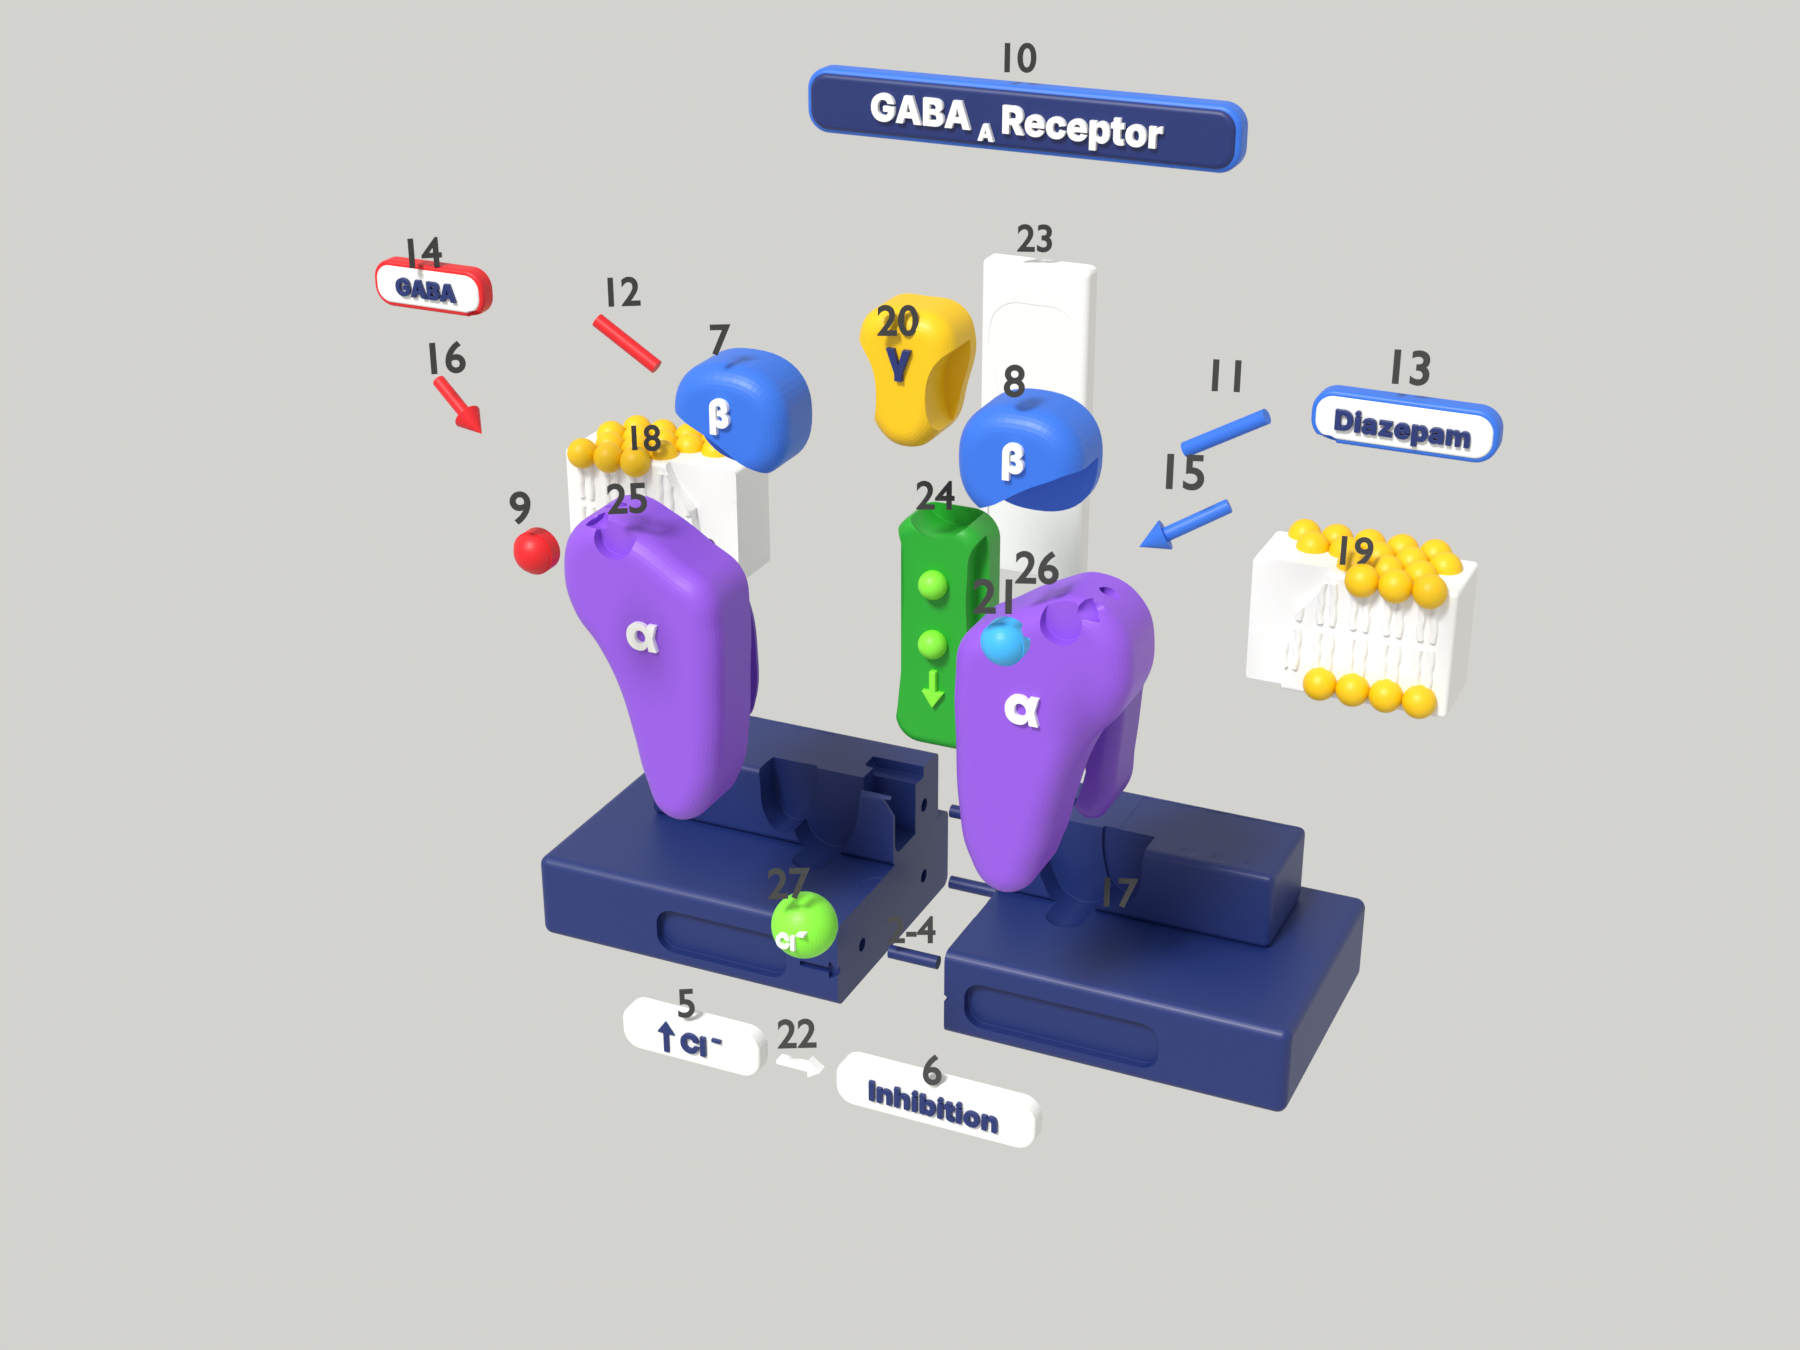 10
GABA A Receptor
23
14
GABA
12
20
γ
7
β
16
8
β
11
13
Diazepam
18
15
9
25
α
24
19
26
21
α
27
Cl-
17
2-4
5
↑ Cl-
22
6
Inhibition